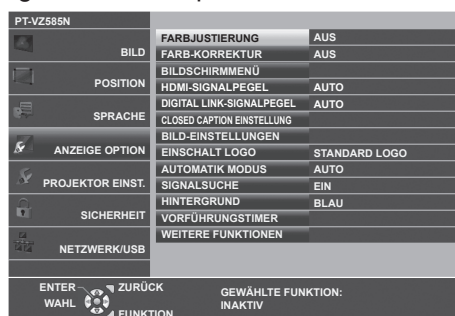 PT-VZ585N
BILD
POSITION
SPRACHE
ANZEIGE OPTION
PROJEKTOR EINST.
SICHERHEIT
NETZWERK/USB
FARBJUSTIERUNG AUS
FARB-KORREKTUR AUS
BILDSCHIRMMENÜ
HDMI-SIGNALPEGEL AUTO
DIGITAL LINK-SIGNALPEGEL AUTO
CLOSED CAPTION EINSTELLUNG
BILD-EINSTELLUNGEN
EINSCHALT LOGO STANDARD LOGO
AUTOMATIK MODUS AUTO
SIGNALSUCHE EIN
HINTERGRUND BLAU
VORFÜHRUNGSTIMER
WEITERE FUNKTIONEN
ENTER ZURÜCK
WAHL
FUNKTION
GEWÄHLTE FUNKTION:
INAKTIV